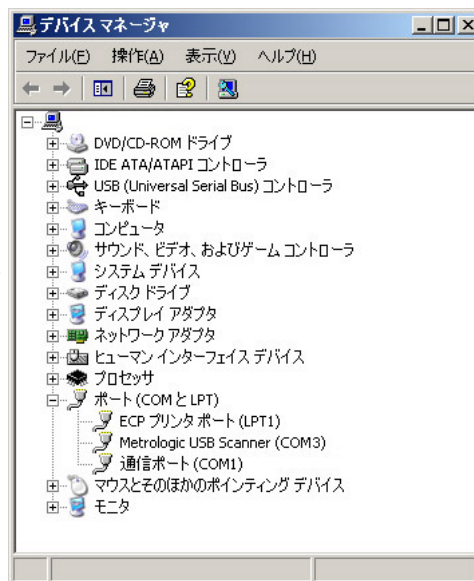 デバイス マネージャ
ファイル(F) 操作(A) 表示(V) ヘルプ(H)
DVD/CD-ROM ドライブ
IDE ATA/ATAPI コントローラ
USB (Universal Serial Bus) コントローラ
キーボード
コンピュータ
サウンド、ビデオ、およびゲーム コントローラ
システム デバイス
ディスク ドライブ
ディスプレイ アダプタ
ネットワーク アダプタ
ヒューマン インターフェイス デバイス
プロセッサ
ポート (COM と LPT)
ECP プリンタ ポート (LPT1)
Metrologic USB Scanner (COM3)
通信ポート (COM1)
マウスとそのほかのポインティング デバイス
モニタ